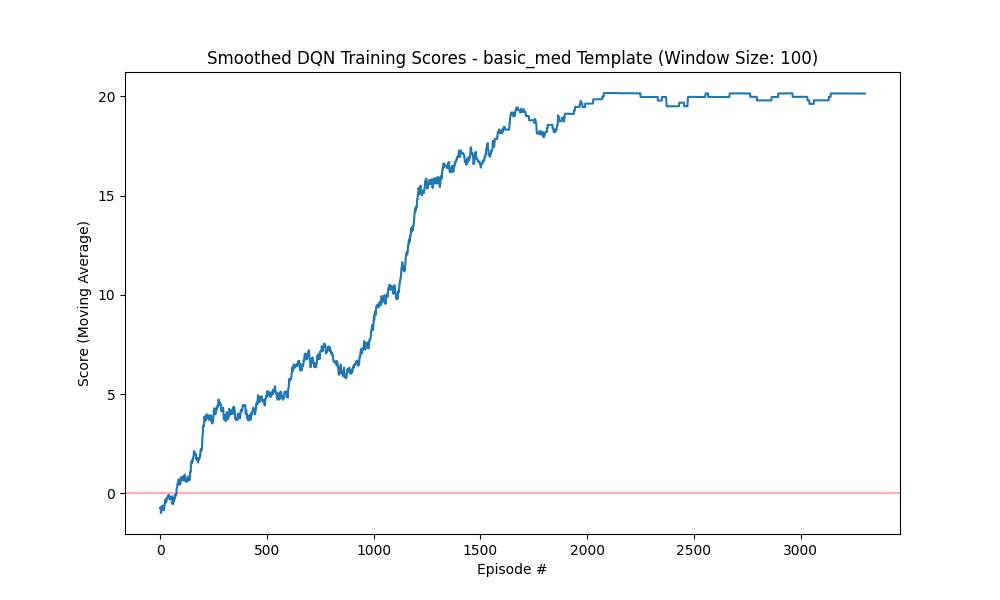 Smoothed DQN Training Scores - basic_med Template (Window Size: 100)
Score (Moving Average)
20
15
10
5
0
0 500 1000 1500 2000 2500 3000
Episode #